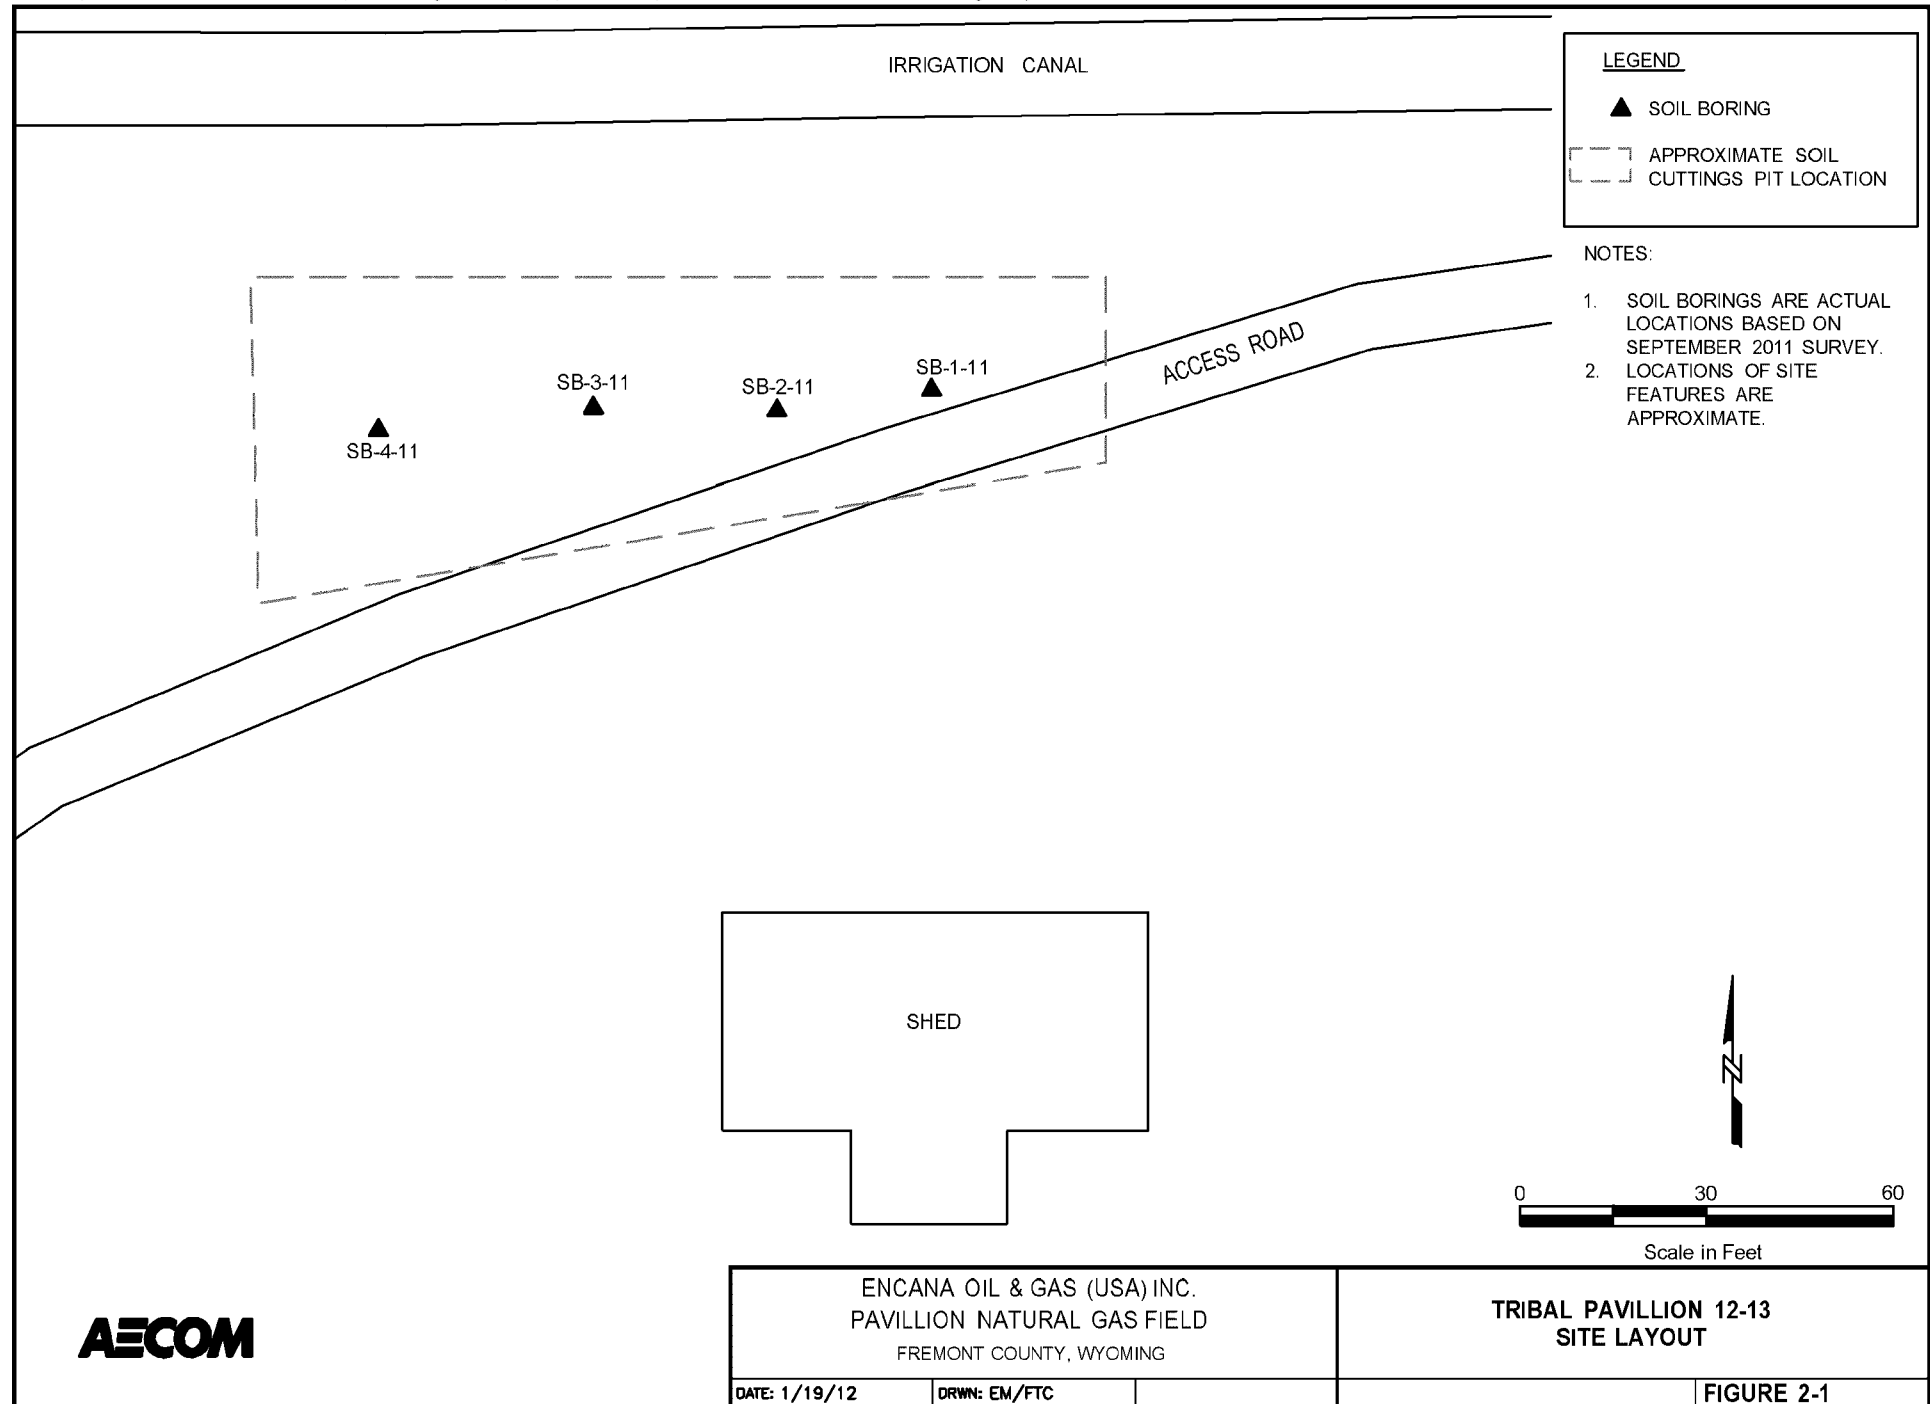 IRRIGATION CANAL
LEGEND
SOIL BORING
APPROXIMATE SOIL
CUTTINGS PIT LOCATION
NOTES:
1. SOIL BORINGS ARE ACTUAL
LOCATIONS BASED ON
SEPTEMBER 2011 SURVEY.
2. LOCATIONS OF SITE
FEATURES ARE
APPROXIMATE.
ACCESS ROAD
SB-1-11
SB-2-11
SB-3-11
SB-4-11
SHED
N
0 30 60
Scale in Feet
AECOM
ENCANA OIL & GAS (USA) INC.
PAVILLION NATURAL GAS FIELD
FREMONT COUNTY, WYOMING
TRIBAL PAVILLION 12-13
SITE LAYOUT
DATE: 1/19/12
DRWN: EM/FTC
FIGURE 2-1